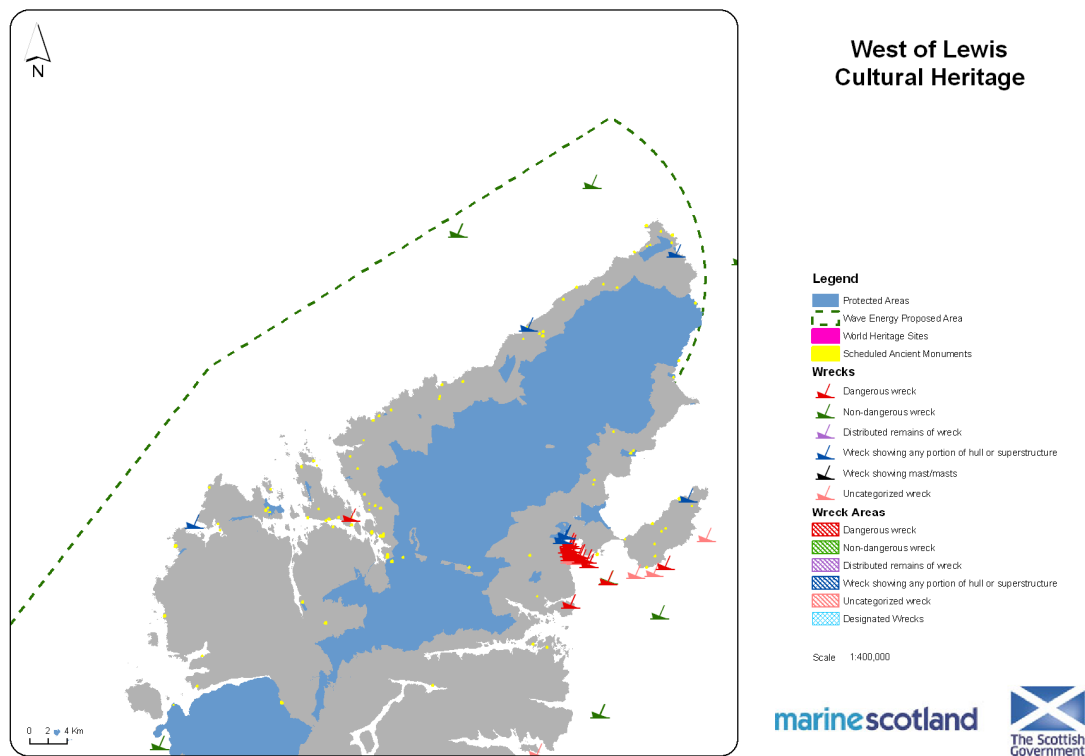 N
West of Lewis
Cultural Heritage
Legend
Protected Areas
Wave Energy Proposed Area
World Heritage Sites
Scheduled Ancient Monuments
Wrecks
Dangerous wreck
Non-dangerous wreck
Distributed remains of wreck
Wreck showing any portion of hull or superstructure
Wreck showing mast/masts
Uncategorized wreck
Wreck Areas
Dangerous wreck
Non-dangerous wreck
Distributed remains of wreck
Wreck showing any portion of hull or superstructure
Uncategorized wreck
Designated Wrecks
Scale 1:400,000
0 2 4 Km
marinescotland
The Scottish
Government